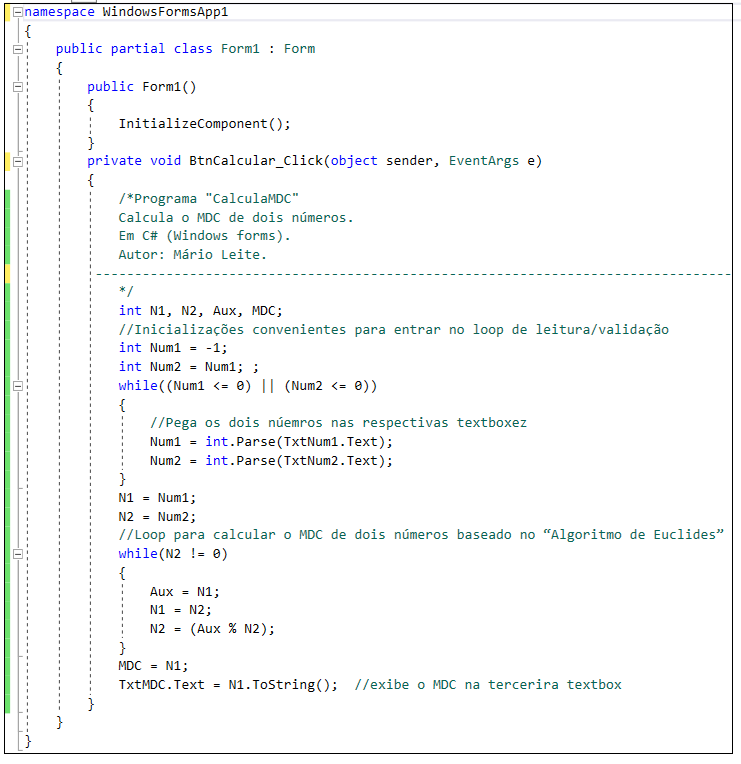 namespace WindowsFormsApp1
{
public partial class Form1 : Form
{
public Form1()
{
InitializeComponent();
}
private void BtnCalcular_Click(object sender, EventArgs e)
{
/*Programa "CalculaMDC"
Calcula o MDC de dois números.
Em C# (Windows forms).
Autor: Mário Leite.
---------------------------------------------------------------------------------
*/
int N1, N2, Aux, MDC;
//Inicializações convenientes para entrar no loop de leitura/validação
int Num1 = -1;
int Num2 = Num1; ;
while((Num1 <= 0) || (Num2 <= 0))
{
//Pega os dois núemros nas respectivas textboxez
Num1 = int.Parse(TxtNum1.Text);
Num2 = int.Parse(TxtNum2.Text);
}
N1 = Num1;
N2 = Num2;
//Loop para calcular o MDC de dois números baseado no “Algoritmo de Euclides”
while(N2 != 0)
{
Aux = N1;
N1 = N2;
N2 = (Aux % N2);
}
MDC = N1;
TxtMDC.Text = N1.ToString();  //exibe o MDC na tercerira textbox
}
}
}